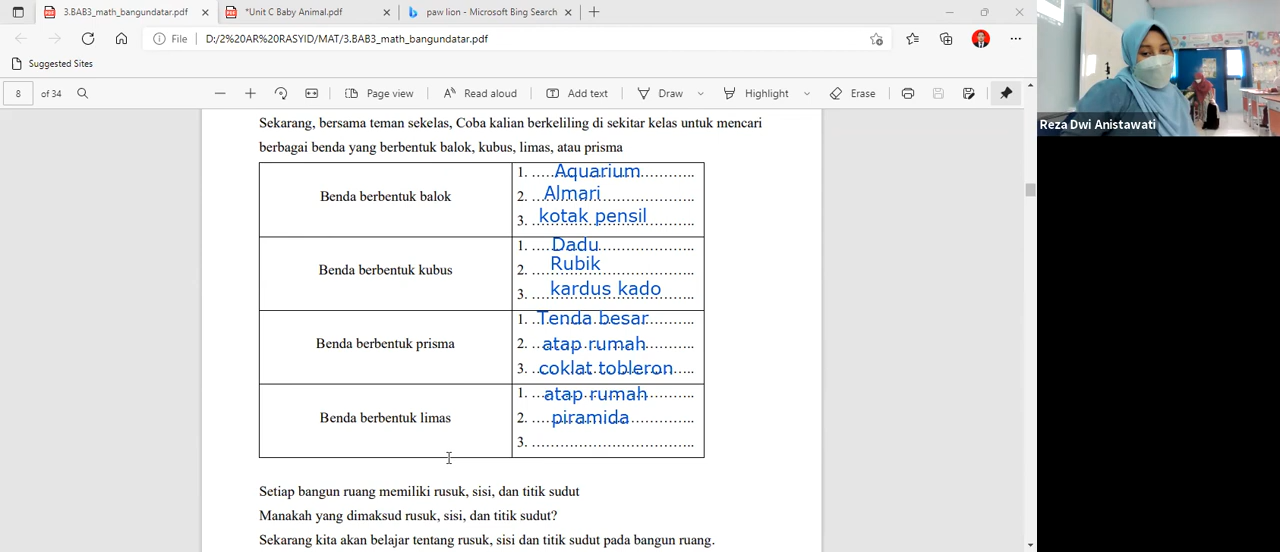 3.BAB3_math_bangundatar.pdf
*Unit C Baby Animal.pdf
paw lion - Microsoft Bing Search
File
D:/2%20AR%20RASYID/MAT/3.BAB3_math_bangundatar.pdf
Suggested Sites
8 of 34
Page view
Read aloud
Add text
Draw
Highlight
Erase
Reza Dwi Anistawati
Sekarang, bersama teman sekelas, Coba kalian berkeliling di sekitar kelas untuk mencari
berbagai benda yang berbentuk balok, kubus, limas, atau prisma
Benda berbentuk balok
1. Aquarium
2. Almari
3. kotak pensil
Benda berbentuk kubus
1. Dadu
2. Rubik
3. kardus kado
Benda berbentuk prisma
1. Tenda besar
2. atap rumah
3. coklat tobleron
Benda berbentuk limas
1. atap rumah
2. piramida
3. ……………………………..
Setiap bangun ruang memiliki rusuk, sisi, dan titik sudut
Manakah yang dimaksud rusuk, sisi, dan titik sudut?
Sekarang kita akan belajar tentang rusuk, sisi dan titik sudut pada bangun ruang.